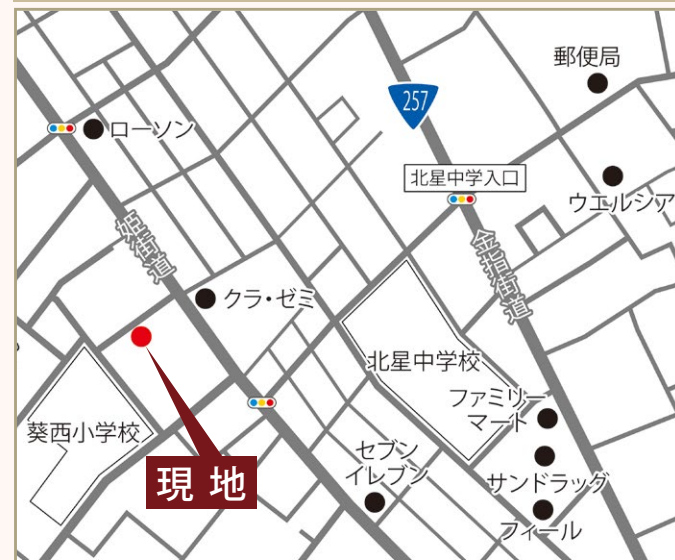 郵便局
257
ローソン
北星中学入口
ウエルシア
姫街道
金指街道
クラ・ゼミ
北星中学校
ファミリー
マート
葵西小学校
セブン
イレブン
現地
サンドラッグ
フィール